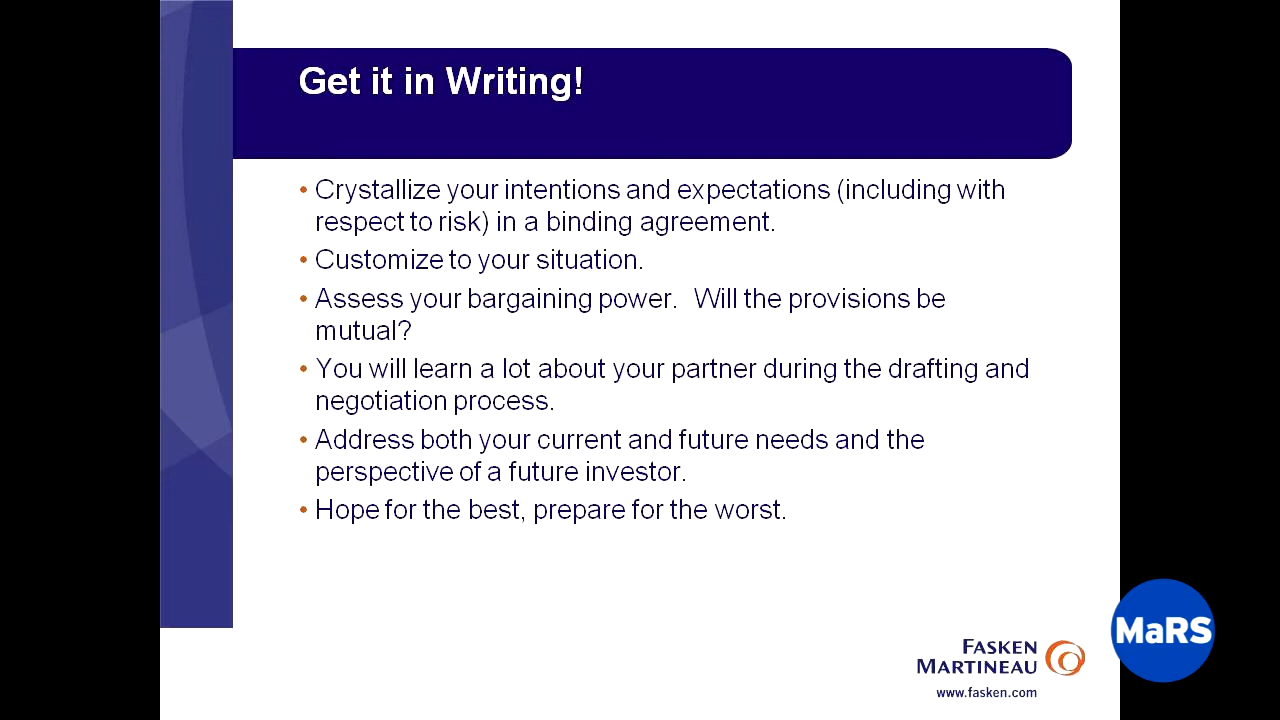 Get it in Writing!
• Crystallize your intentions and expectations (including with
respect to risk) in a binding agreement.
• Customize to your situation.
• Assess your bargaining power.  Will the provisions be
mutual?
• You will learn a lot about your partner during the drafting and
negotiation process.
• Address both your current and future needs and the
perspective of a future investor.
• Hope for the best, prepare for the worst.
FASKEN
MARTINEAU
www.fasken.com
MaRS